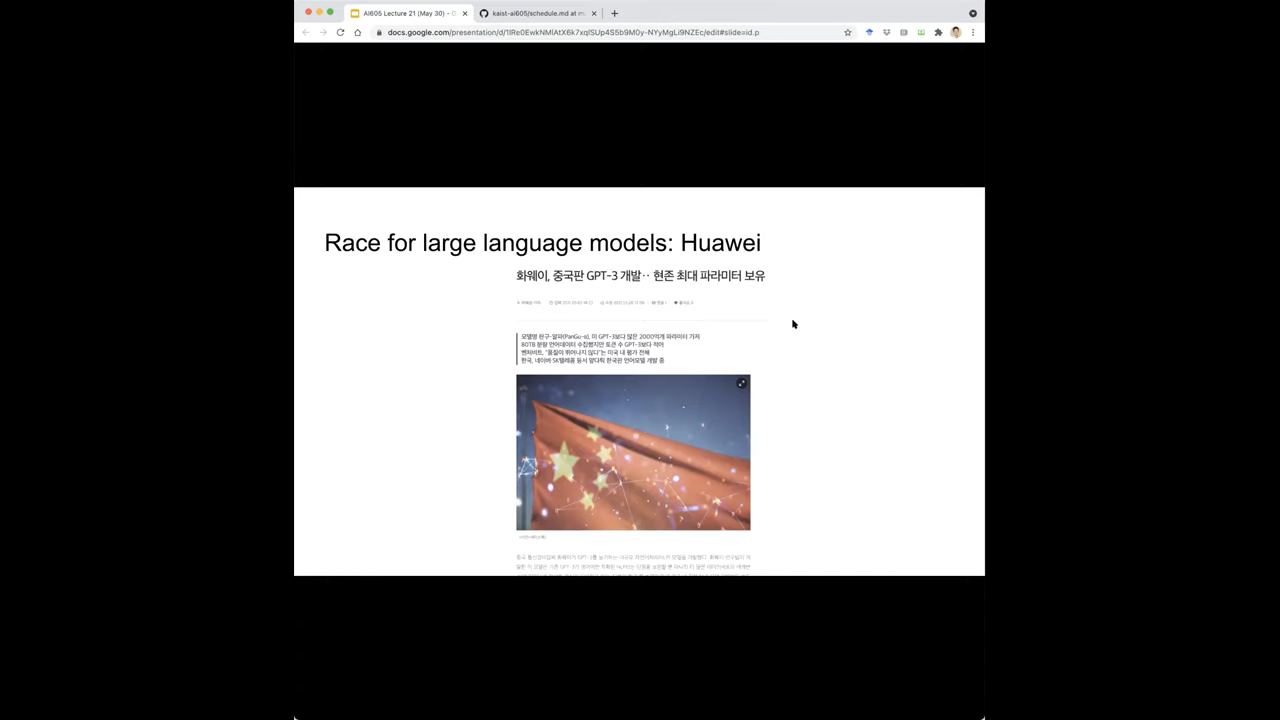 AI605 Lecture 21 (May 30) - G
kaist-ai605/schedule.md at m
docs.google.com/presentation/d/1lRe0EwkNMlAtX6k7xqlSUp4S5b9M0y-NYyMgLi9NZEc/edit#slide=id.p
Race for large language models: Huawei
화웨이, 중국판 GPT-3 개발‥ 현존 최대 파라미터 보유
모델명 판구-알파(PanGu-α), 미 GPT-3보다 많은 2000억개 파라미터 가져
80TB 분량 언어데이터 수집했지만 토큰 수 GPT-3보다 적어
벤처비트, "품질이 뛰어나지 않다"는 미국 내 평가 전해
한국, 네이버 SK텔레콤 등서 앞다퉈 한국판 언어모델 개발 중